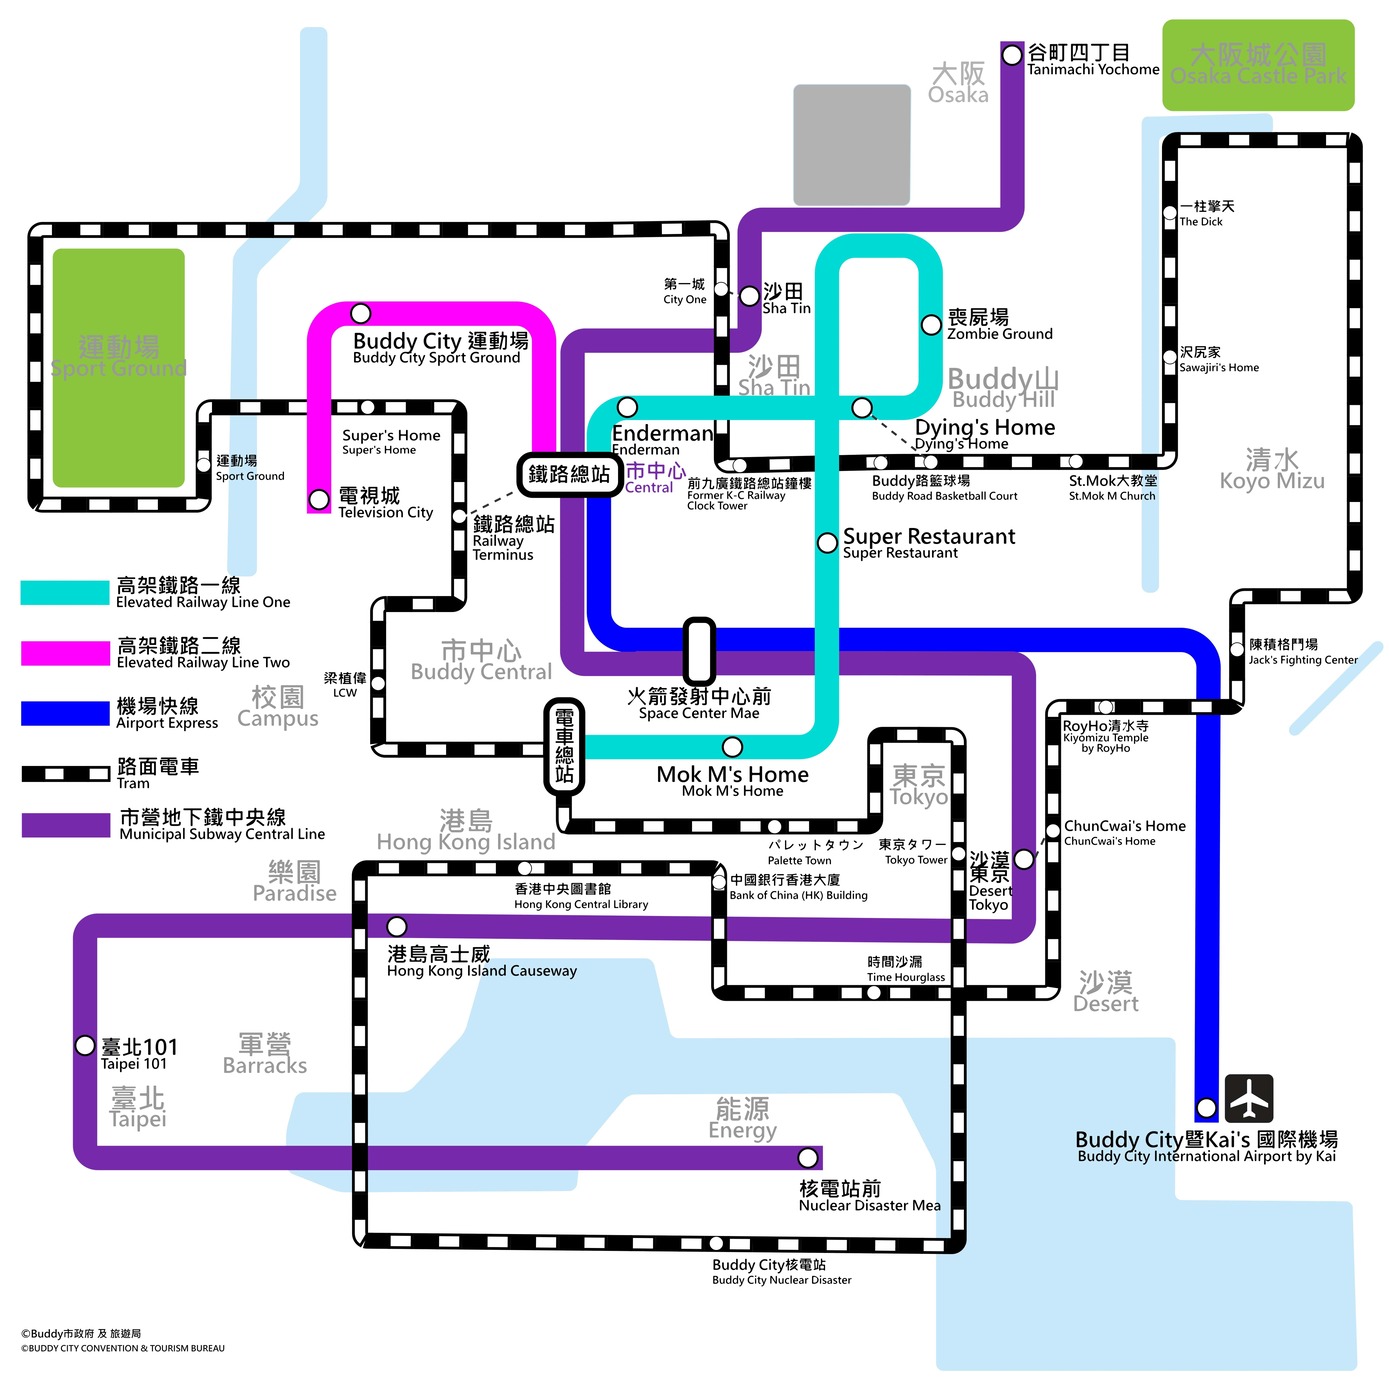 谷町四丁目
Tanimachi Yochome
大阪
Osaka
大阪城公園
Osaka Castle Park
一柱擎天
The Dick
第一城
City One
沙田
Sha Tin
喪屍場
Zombie Ground
運動場
Sport Ground
Buddy City 運動場
Buddy City Sport Ground
沙田
Sha Tin
Buddy山
Buddy Hill
沢尻家
Sawajiri's Home
Super's Home
Super's Home
Enderman
Enderman
Dying's Home
Dying's Home
運動場
Sport Ground
鐵路總站
市中心
Central
前九廣鐵路總站鐘樓
Former K-C Railway
Clock Tower
Buddy路籃球場
Buddy Road Basketball Court
St.Mok大教堂
St.Mok M Church
清水
Koyo Mizu
電視城
Television City
鐵路總站
Railway
Terminus
Super Restaurant
Super Restaurant
高架鐵路一線
Elevated Railway Line One
高架鐵路二線
Elevated Railway Line Two
機場快線
Airport Express
路面電車
Tram
市營地下鐵中央線
Municipal Subway Central Line
市中心
Buddy Central
校園
Campus
梁植偉
LCW
火箭發射中心前
Space Center Mae
陳積格鬥場
Jack's Fighting Center
RoyHo清水寺
Kiyomizu Temple
by RoyHo
電車總站
Mok M's Home
Mok M's Home
東京
Tokyo
港島
Hong Kong Island
パレットタウン
Palette Town
東京タワー
Tokyo Tower
沙漠
東京
Desert
Tokyo
ChunCwai's Home
ChunCwai's Home
樂園
Paradise
香港中央圖書館
Hong Kong Central Library
中國銀行香港大廈
Bank of China (HK) Building
港島高士威
Hong Kong Island Causeway
時間沙漏
Time Hourglass
沙漠
Desert
臺北101
Taipei 101
軍營
Barracks
臺北
Taipei
能源
Energy
Buddy City暨Kai's 國際機場
Buddy City International Airport by Kai
核電站前
Nuclear Disaster Mea
Buddy City核電站
Buddy City Nuclear Disaster
©Buddy市政府 及 旅遊局
©BUDDY CITY CONVENTION & TOURISM BUREAU